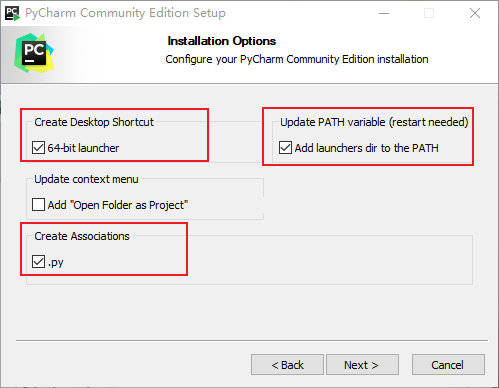 PC PyCharm Community Edition Setup
PC
Installation Options
Configure your PyCharm Community Edition installation
Create Desktop Shortcut
64-bit launcher
Update PATH variable (restart needed)
Add launchers dir to the PATH
Update context menu
Add "Open Folder as Project"
Create Associations
.py
< Back
Next >
Cancel